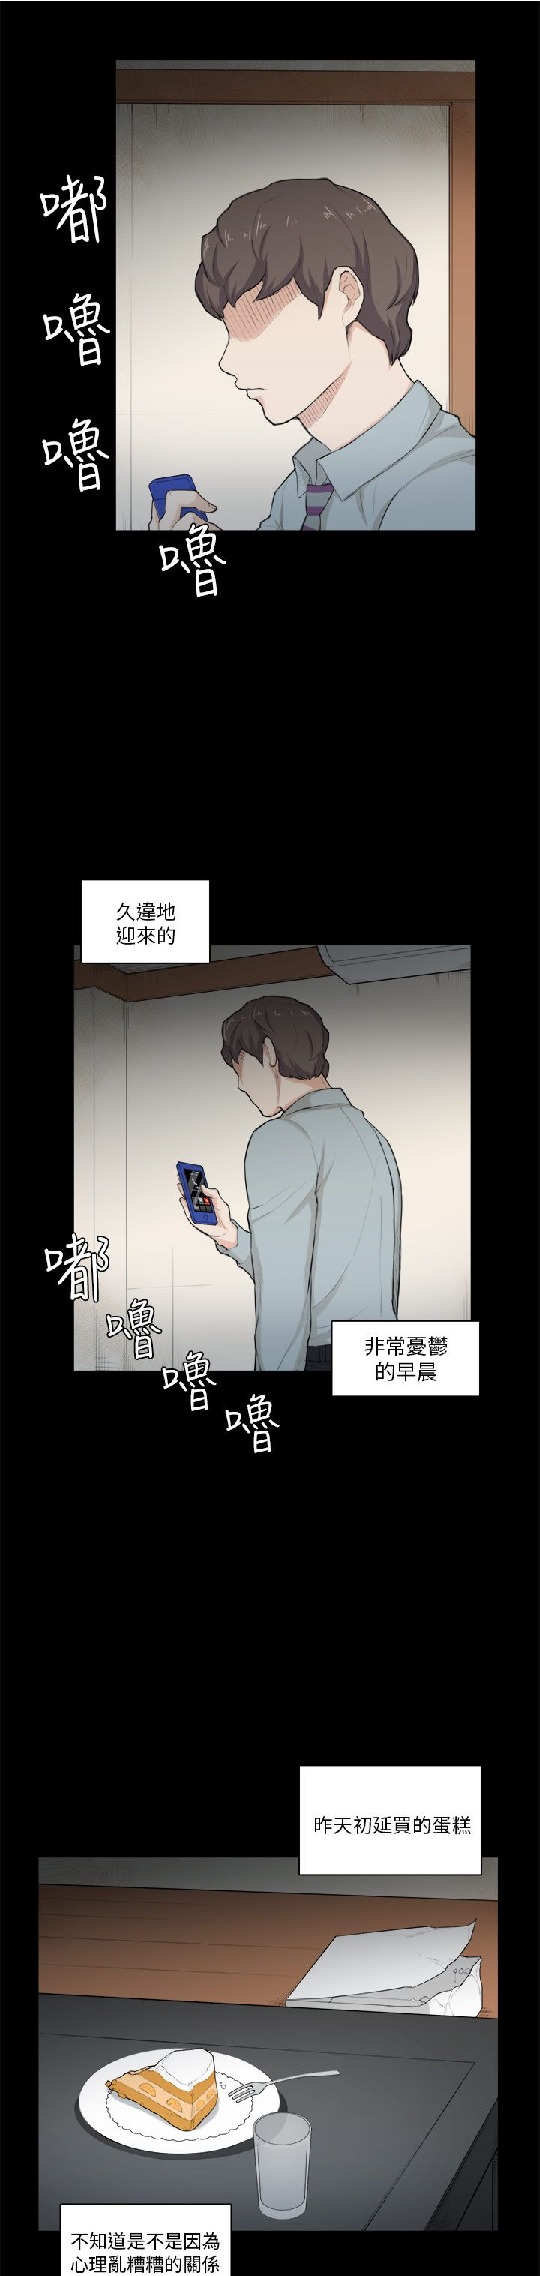 嘟
嚕
嚕
嚕
久違地
迎來的
嘟
嚕
嚕
嚕
非常憂鬱
的早晨
昨天初延買的蛋糕
不知道是不是因為
心理亂糟糟的關係